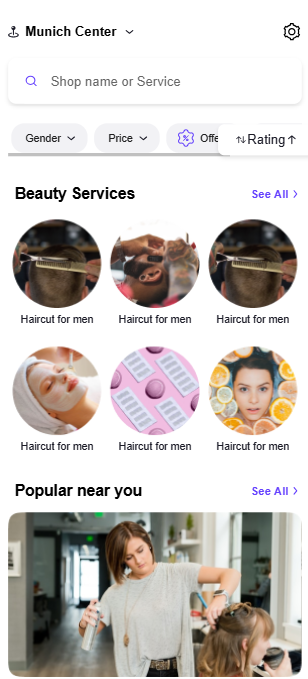 Munich Center
Shop name or Service
Gender Price Offe Rating
Beauty Services See All
Haircut for men Haircut for men Haircut for men
Haircut for men Haircut for men Haircut for men
Popular near you See All